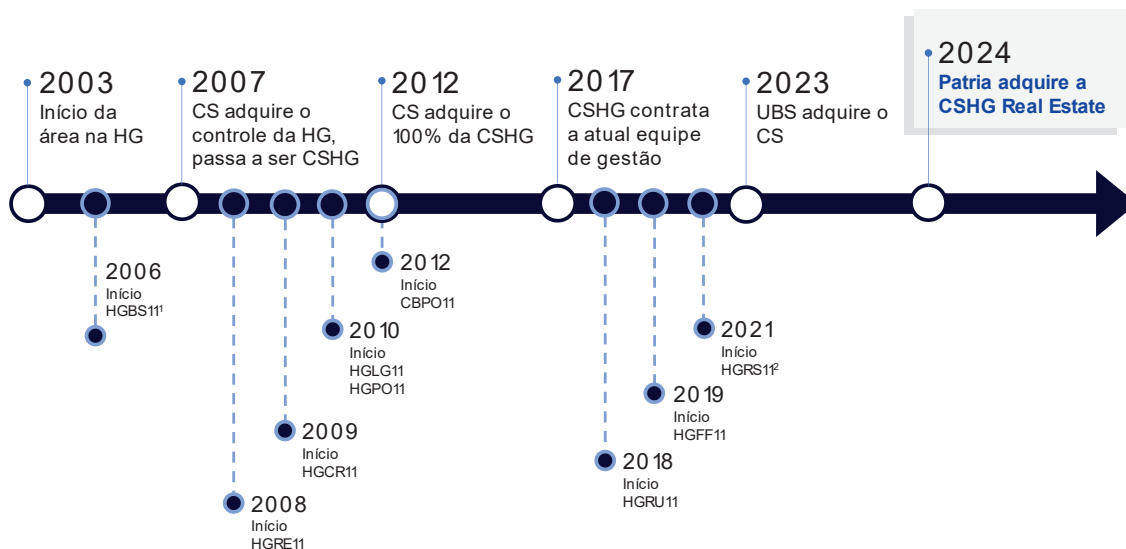 2003
Início da
área na HG
2007
CS adquire o
controle da HG,
passa a ser CSHG
2012
CS adquire o
100% da CSHG
2017
CSHG contrata
a atual equipe
de gestão
2023
UBS adquire o
CS
2024
Patria adquire a
CSHG Real Estate
2006
Início
HGBS11¹
2008
Início
HGRE11
2009
Início
HGCR11
2010
Início
HGLG11
HGPO11
2012
Início
CBPO11
2018
Início
HGRU11
2019
Início
HGFF11
2021
Início
HGRS11²